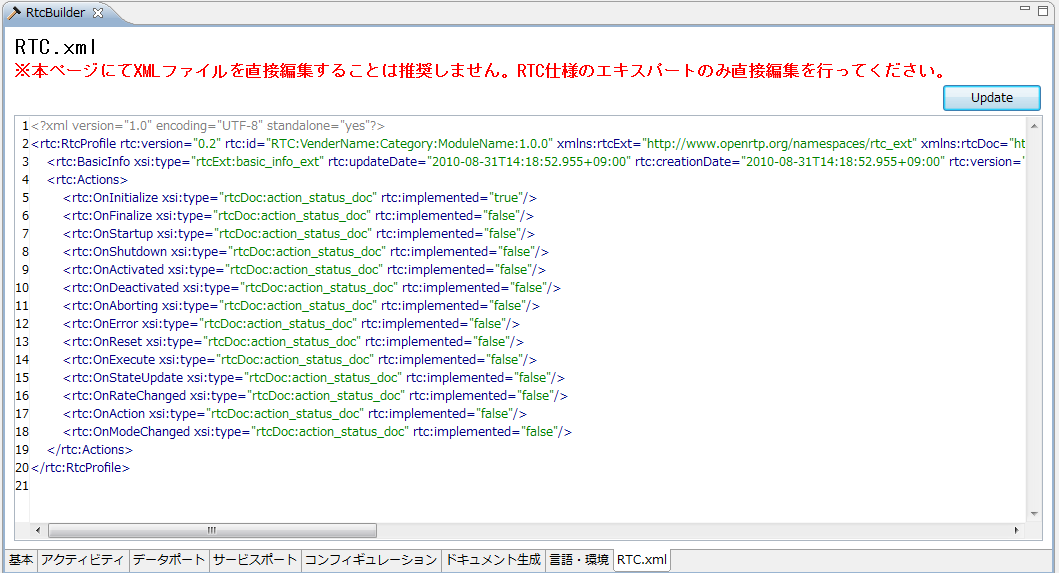 RtcBuilder
RTC.xml
※本ページにてXMLファイルを直接編集することは推奨しません。RTC仕様のエキスパートのみ直接編集を行ってください。
Update
1 <?xml version="1.0" encoding="UTF-8" standalone="yes"?>
2 <rtc:RtcProfile rtc:version="0.2" rtc:id="RTC:VenderName:Category:ModuleName:1.0.0" xmlns:rtcExt="http://www.openrtp.org/namespaces/rtc_ext" xmlns:rtcDoc="ht
3 <rtc:BasicInfo xsi:type="rtcExt:basic_info_ext" rtc:updateDate="2010-08-31T14:18:52.955+09:00" rtc:creationDate="2010-08-31T14:18:52.955+09:00" rtc:version="
4 <rtc:Actions>
5 <rtc:OnInitialize xsi:type="rtcDoc:action_status_doc" rtc:implemented="true"/>
6 <rtc:OnFinalize xsi:type="rtcDoc:action_status_doc" rtc:implemented="false"/>
7 <rtc:OnStartup xsi:type="rtcDoc:action_status_doc" rtc:implemented="false"/>
8 <rtc:OnShutdown xsi:type="rtcDoc:action_status_doc" rtc:implemented="false"/>
9 <rtc:OnActivated xsi:type="rtcDoc:action_status_doc" rtc:implemented="false"/>
10 <rtc:OnDeactivated xsi:type="rtcDoc:action_status_doc" rtc:implemented="false"/>
11 <rtc:OnAborting xsi:type="rtcDoc:action_status_doc" rtc:implemented="false"/>
12 <rtc:OnError xsi:type="rtcDoc:action_status_doc" rtc:implemented="false"/>
13 <rtc:OnReset xsi:type="rtcDoc:action_status_doc" rtc:implemented="false"/>
14 <rtc:OnExecute xsi:type="rtcDoc:action_status_doc" rtc:implemented="false"/>
15 <rtc:OnStateUpdate xsi:type="rtcDoc:action_status_doc" rtc:implemented="false"/>
16 <rtc:OnRateChanged xsi:type="rtcDoc:action_status_doc" rtc:implemented="false"/>
17 <rtc:OnAction xsi:type="rtcDoc:action_status_doc" rtc:implemented="false"/>
18 <rtc:OnModeChanged xsi:type="rtcDoc:action_status_doc" rtc:implemented="false"/>
19 </rtc:Actions>
20 </rtc:RtcProfile>
21
基本 アクティビティ データポート サービスポート コンフィギュレーション ドキュメント生成 言語・環境 RTC.xml